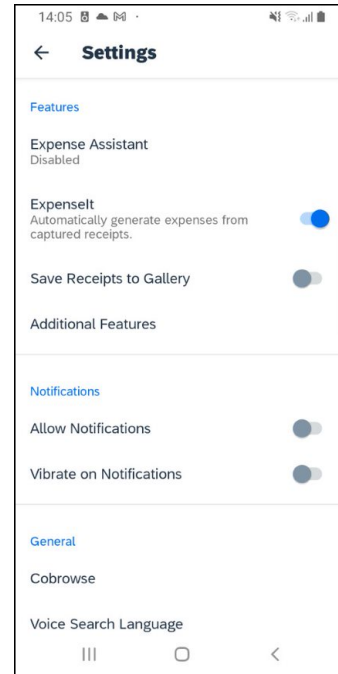 14:05
Settings
Features
Expense Assistant
Disabled
ExpenseIt
Automatically generate expenses from
captured receipts.
Save Receipts to Gallery
Additional Features
Notifications
Allow Notifications
Vibrate on Notifications
General
Cobrowse
Voice Search Language